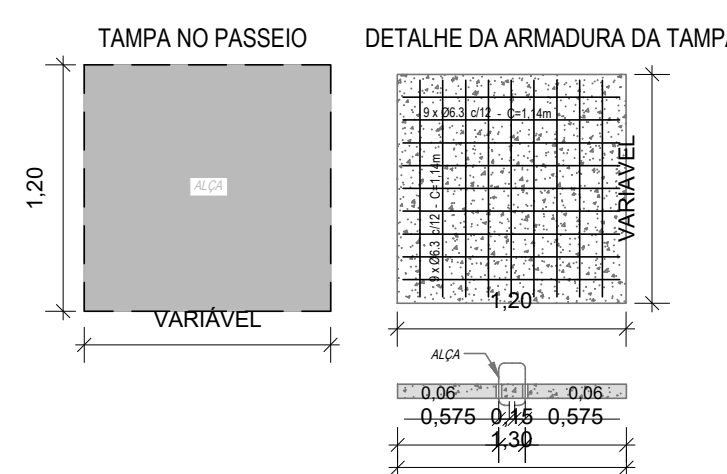 TAMPA NO PASSEIO
1,20
ALÇA
VARIÁVEL
DETALHE DA ARMADURA DA TAMPA
9 x Ø6.3 c/12 - C=1,14m
9 x Ø6.3 c/12 - C=1,14m
VARIÁVEL
1,20
ALÇA
0,06 0,06
0,575 0,15 0,575
1,30